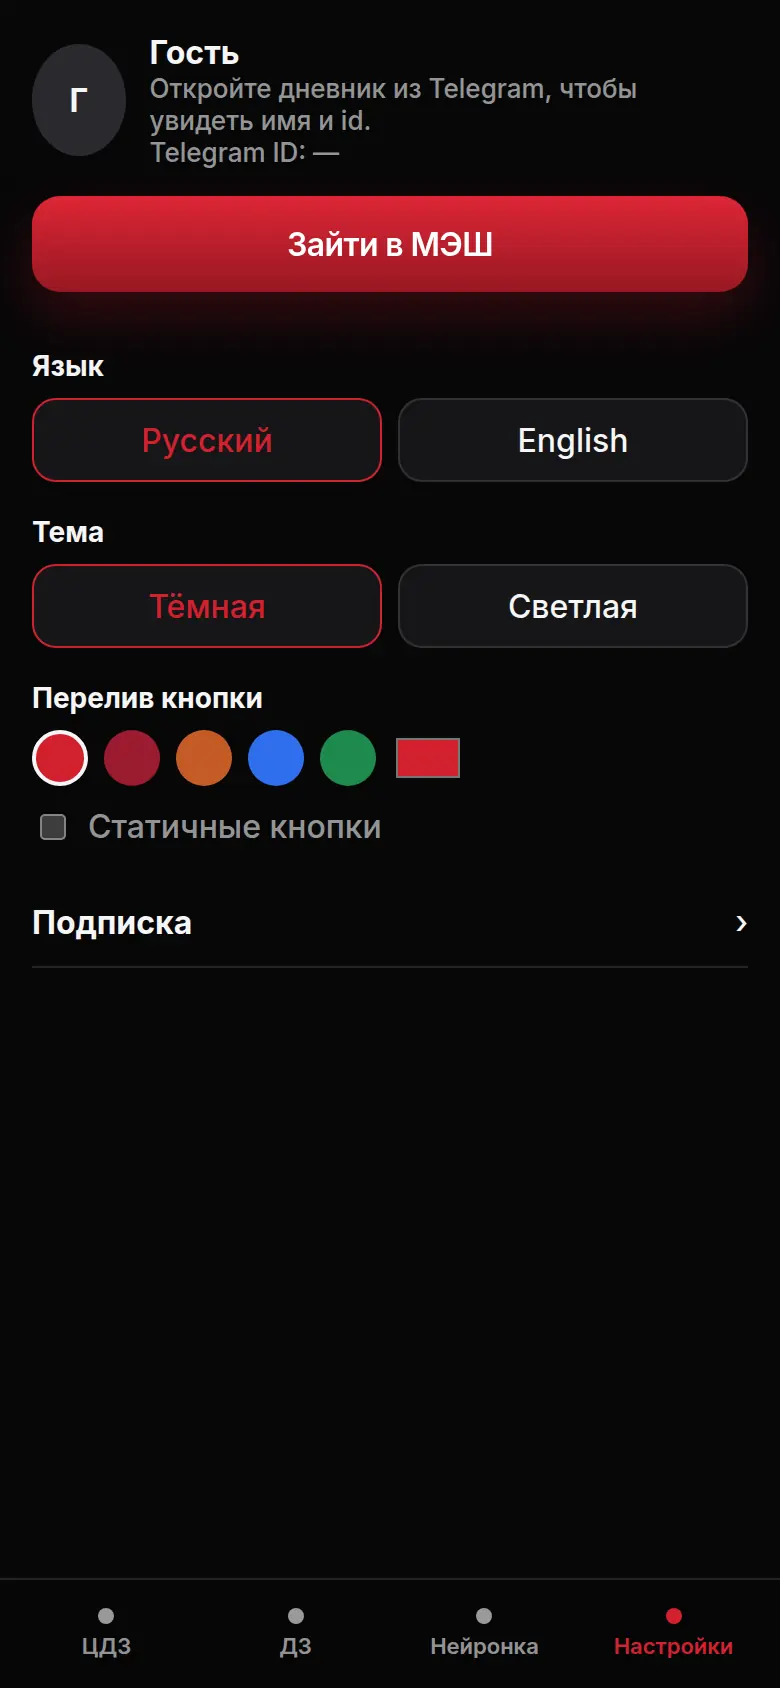 Г
Гость
Откройте дневник из Telegram, чтобы
увидеть имя и id.
Telegram ID: —
Зайти в МЭШ
Язык
Русский
English
Тема
Тёмная
Светлая
Перелив кнопки
Статичные кнопки
Подписка ›
ЦДЗ
ДЗ
Нейронка
Настройки